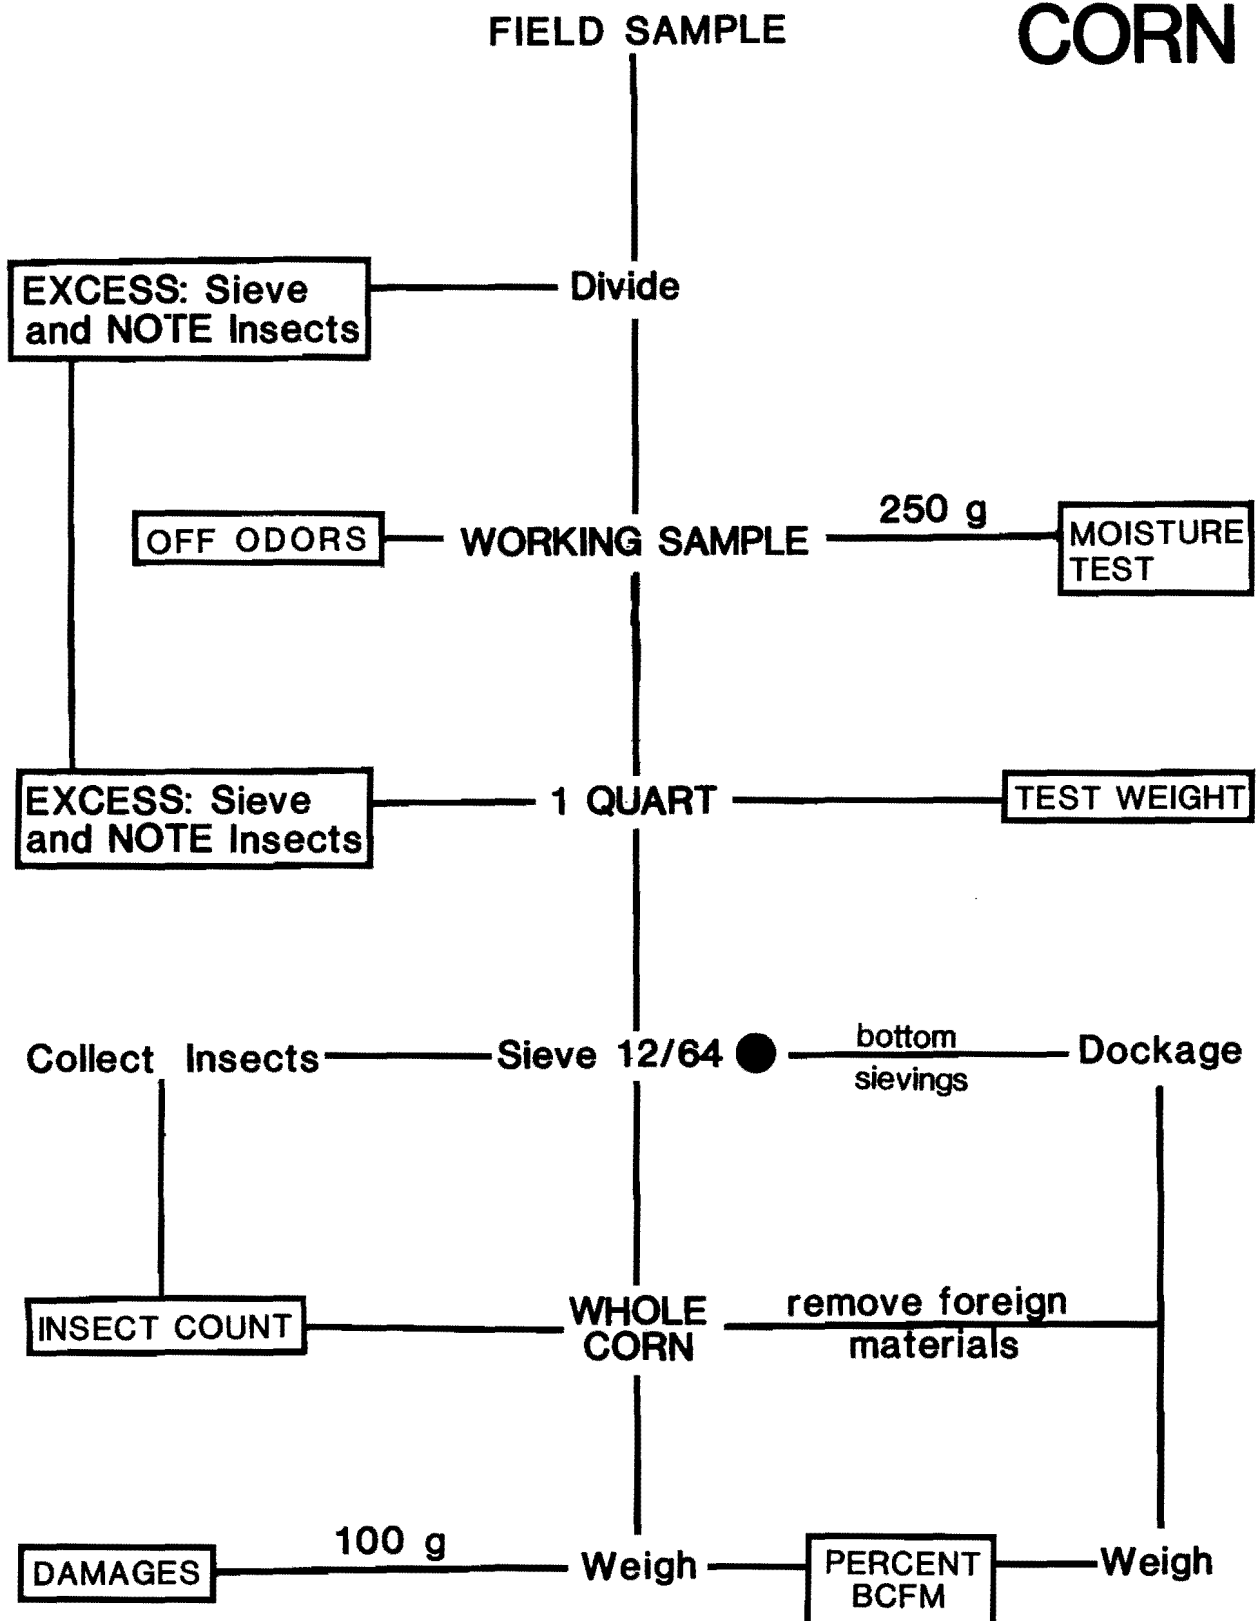 FIELD SAMPLE
CORN
EXCESS: Sieve
and NOTE Insects
Divide
OFF ODORS
WORKING SAMPLE
250 g
MOISTURE
TEST
EXCESS: Sieve
and NOTE Insects
1 QUART
TEST WEIGHT
Collect Insects
Sieve 12/64
bottom
sievings
Dockage
INSECT COUNT
WHOLE
CORN
remove foreign
materials
DAMAGES
100 g
Weigh
PERCENT
BCFM
Weigh